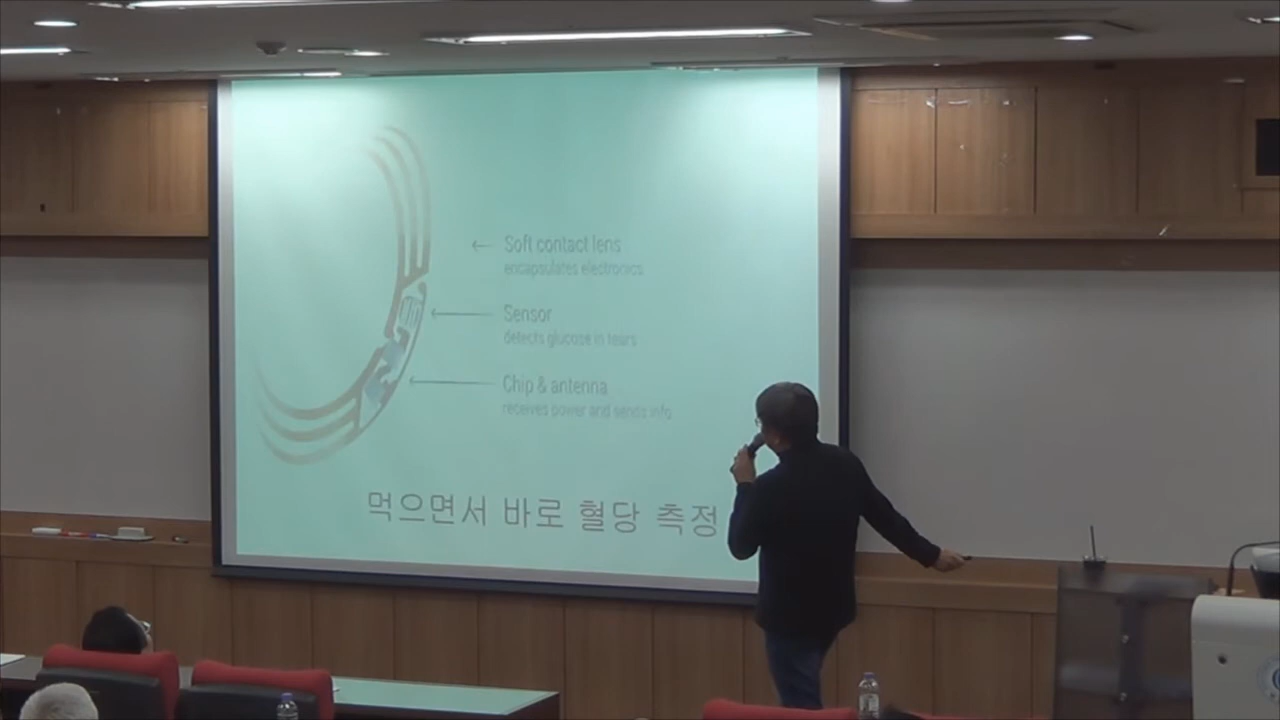 Soft contact lens
encapsulates electronics
Sensor
detects glucose in tears
Chip & antenna
receives power and sends info
먹으면서 바로 혈당 측정